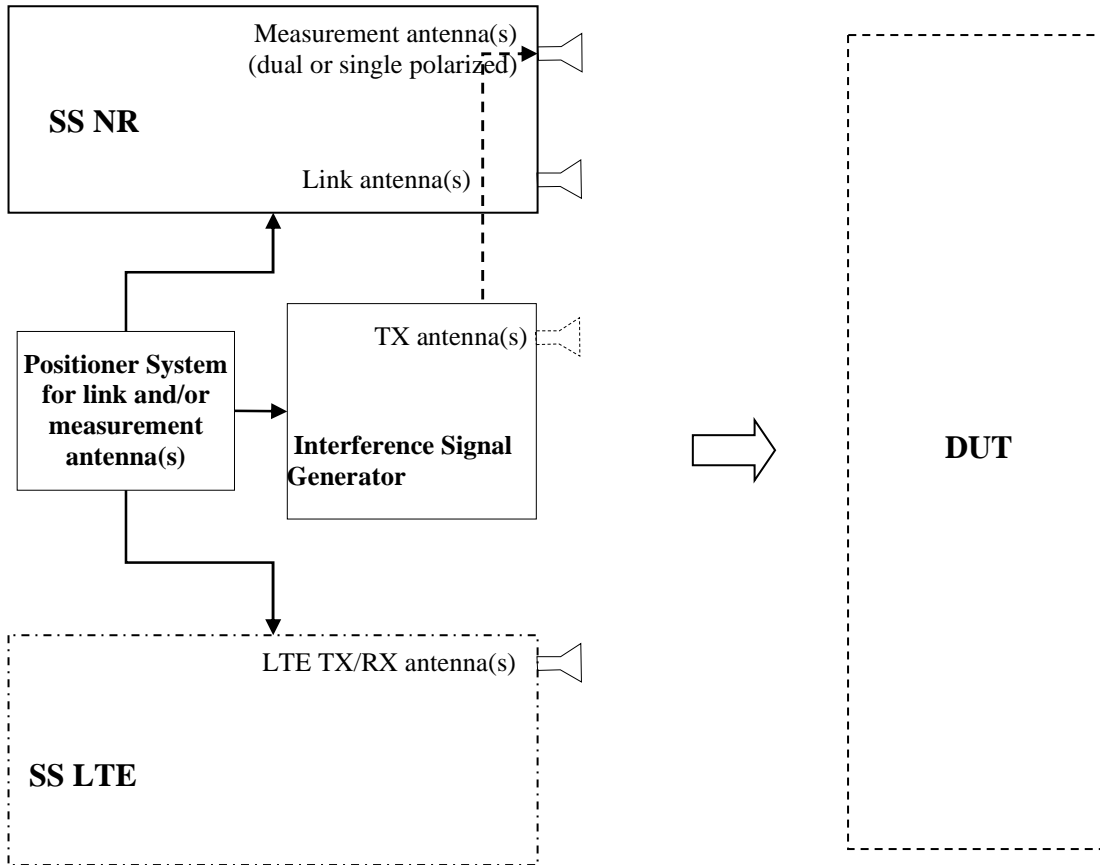 Measurement antenna(s)
(dual or single polarized)
SS NR
Link antenna(s)
TX antenna(s)
Positioner System
for link and/or
measurement
antenna(s)
Interference Signal
Generator
DUT
LTE TX/RX antenna(s)
SS LTE